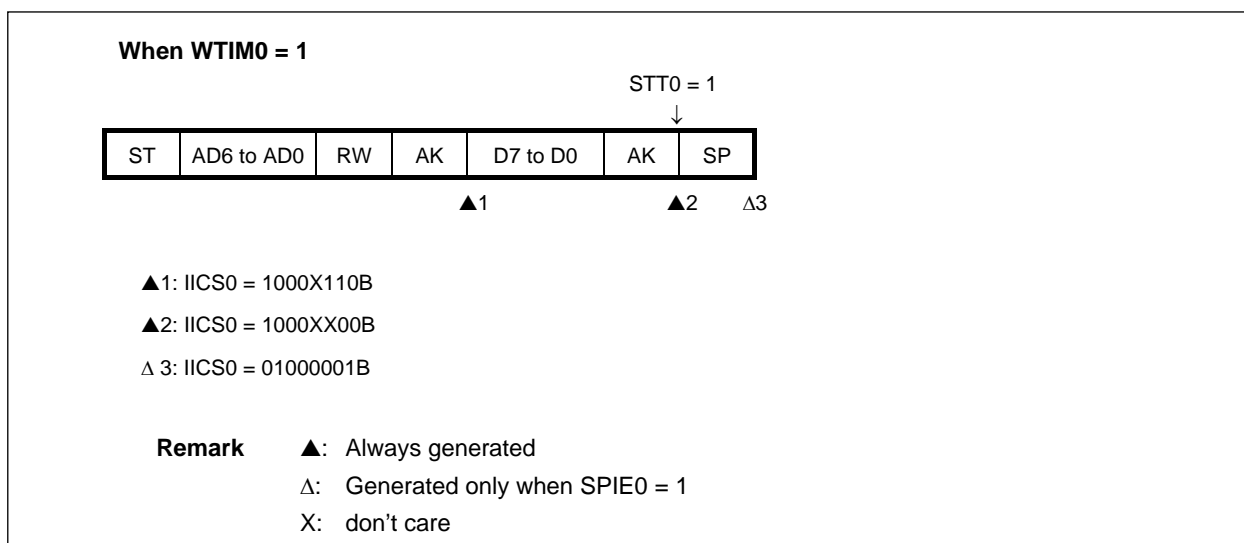 When WTIM0 = 1
STT0 = 1
↓
ST AD6 to AD0 RW AK D7 to D0 AK SP
▲1 ▲2 Δ3
▲1: IICS0 = 1000X110B
▲2: IICS0 = 1000XX00B
Δ 3: IICS0 = 01000001B
Remark ▲: Always generated
Δ: Generated only when SPIE0 = 1
X: don't care